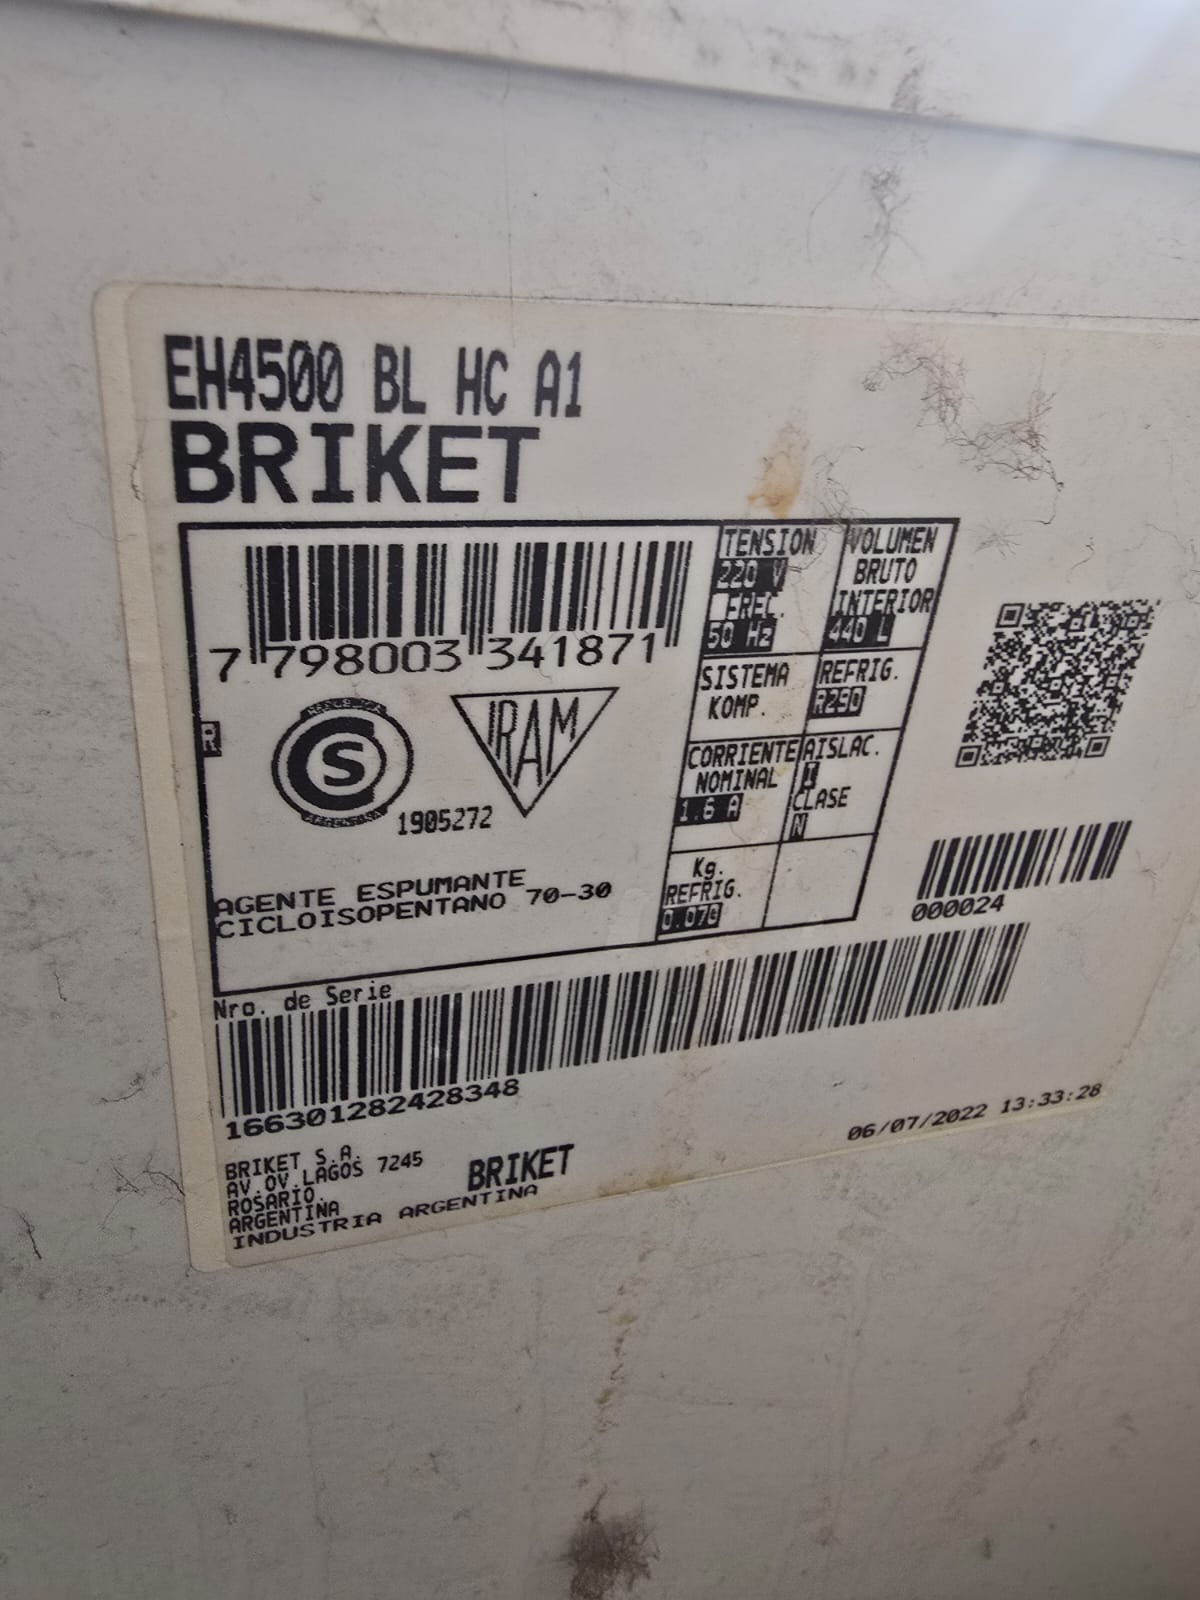 EH4500 BL HC A1
BRIKET
7 798003 341871
TENSION
220 V
FREC.
50 Hz
VOLUMEN
BRUTO
INTERIOR
440 L
SISTEMA
KOMP.
REFRIG.
R290
CORRIENTE
NOMINAL
1.6 A
AISLAC.
I
CLASE
N
Kg.
REFRIG.
R
S
IRAM
1905272
AGENTE ESPUMANTE
CICLOISOPENTANO 70-30
000024
Nro. de Serie
166301282428348
06/07/2022 13:33:28
BRIKET S.A.
AV OV.LAGOS 7245
ROSARIO.
ARGENTINA
INDUSTRIA ARGENTINA
BRIKET